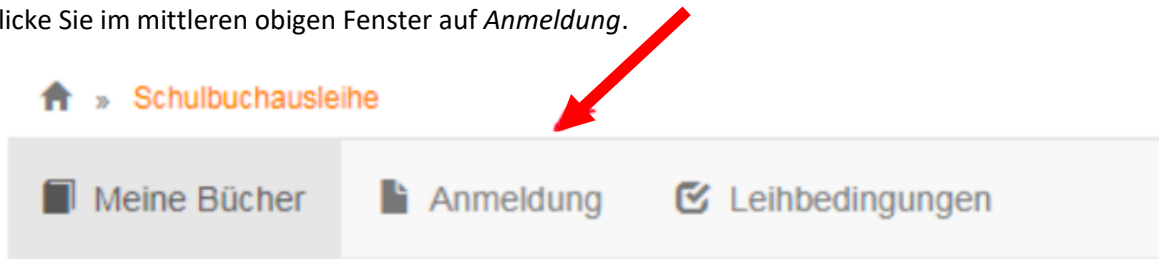 licke Sie im mittleren obigen Fenster auf Anmeldung.
» Schulbuchausleihe
Meine Bücher Anmeldung Leihbedingungen